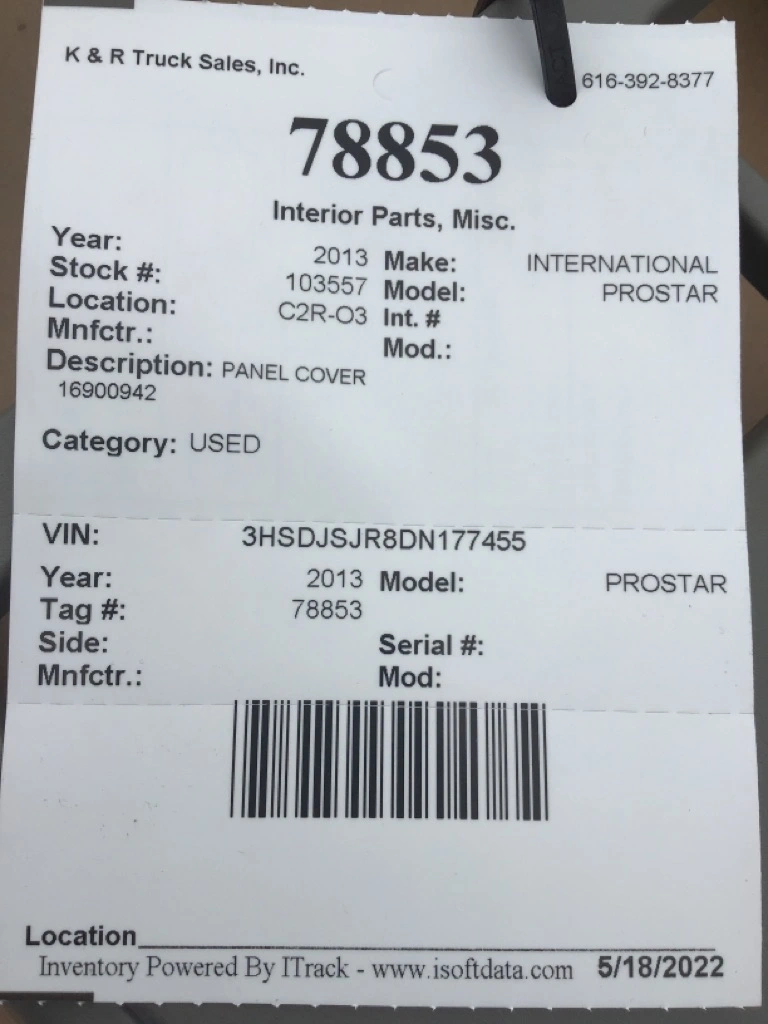 K & R Truck Sales, Inc. 616-392-8377
78853
Interior Parts, Misc.
Year: 2013 Make: INTERNATIONAL
Stock #: 103557 Model: PROSTAR
Location: C2R-O3 Int. #
Mnfctr.: Mod.:
Description: PANEL COVER
16900942
Category: USED
VIN: 3HSDJSJR8DN177455
Year: 2013 Model: PROSTAR
Tag #: 78853
Side: Serial #:
Mnfctr.: Mod:
Location
Inventory Powered By ITrack - www.isoftdata.com 5/18/2022